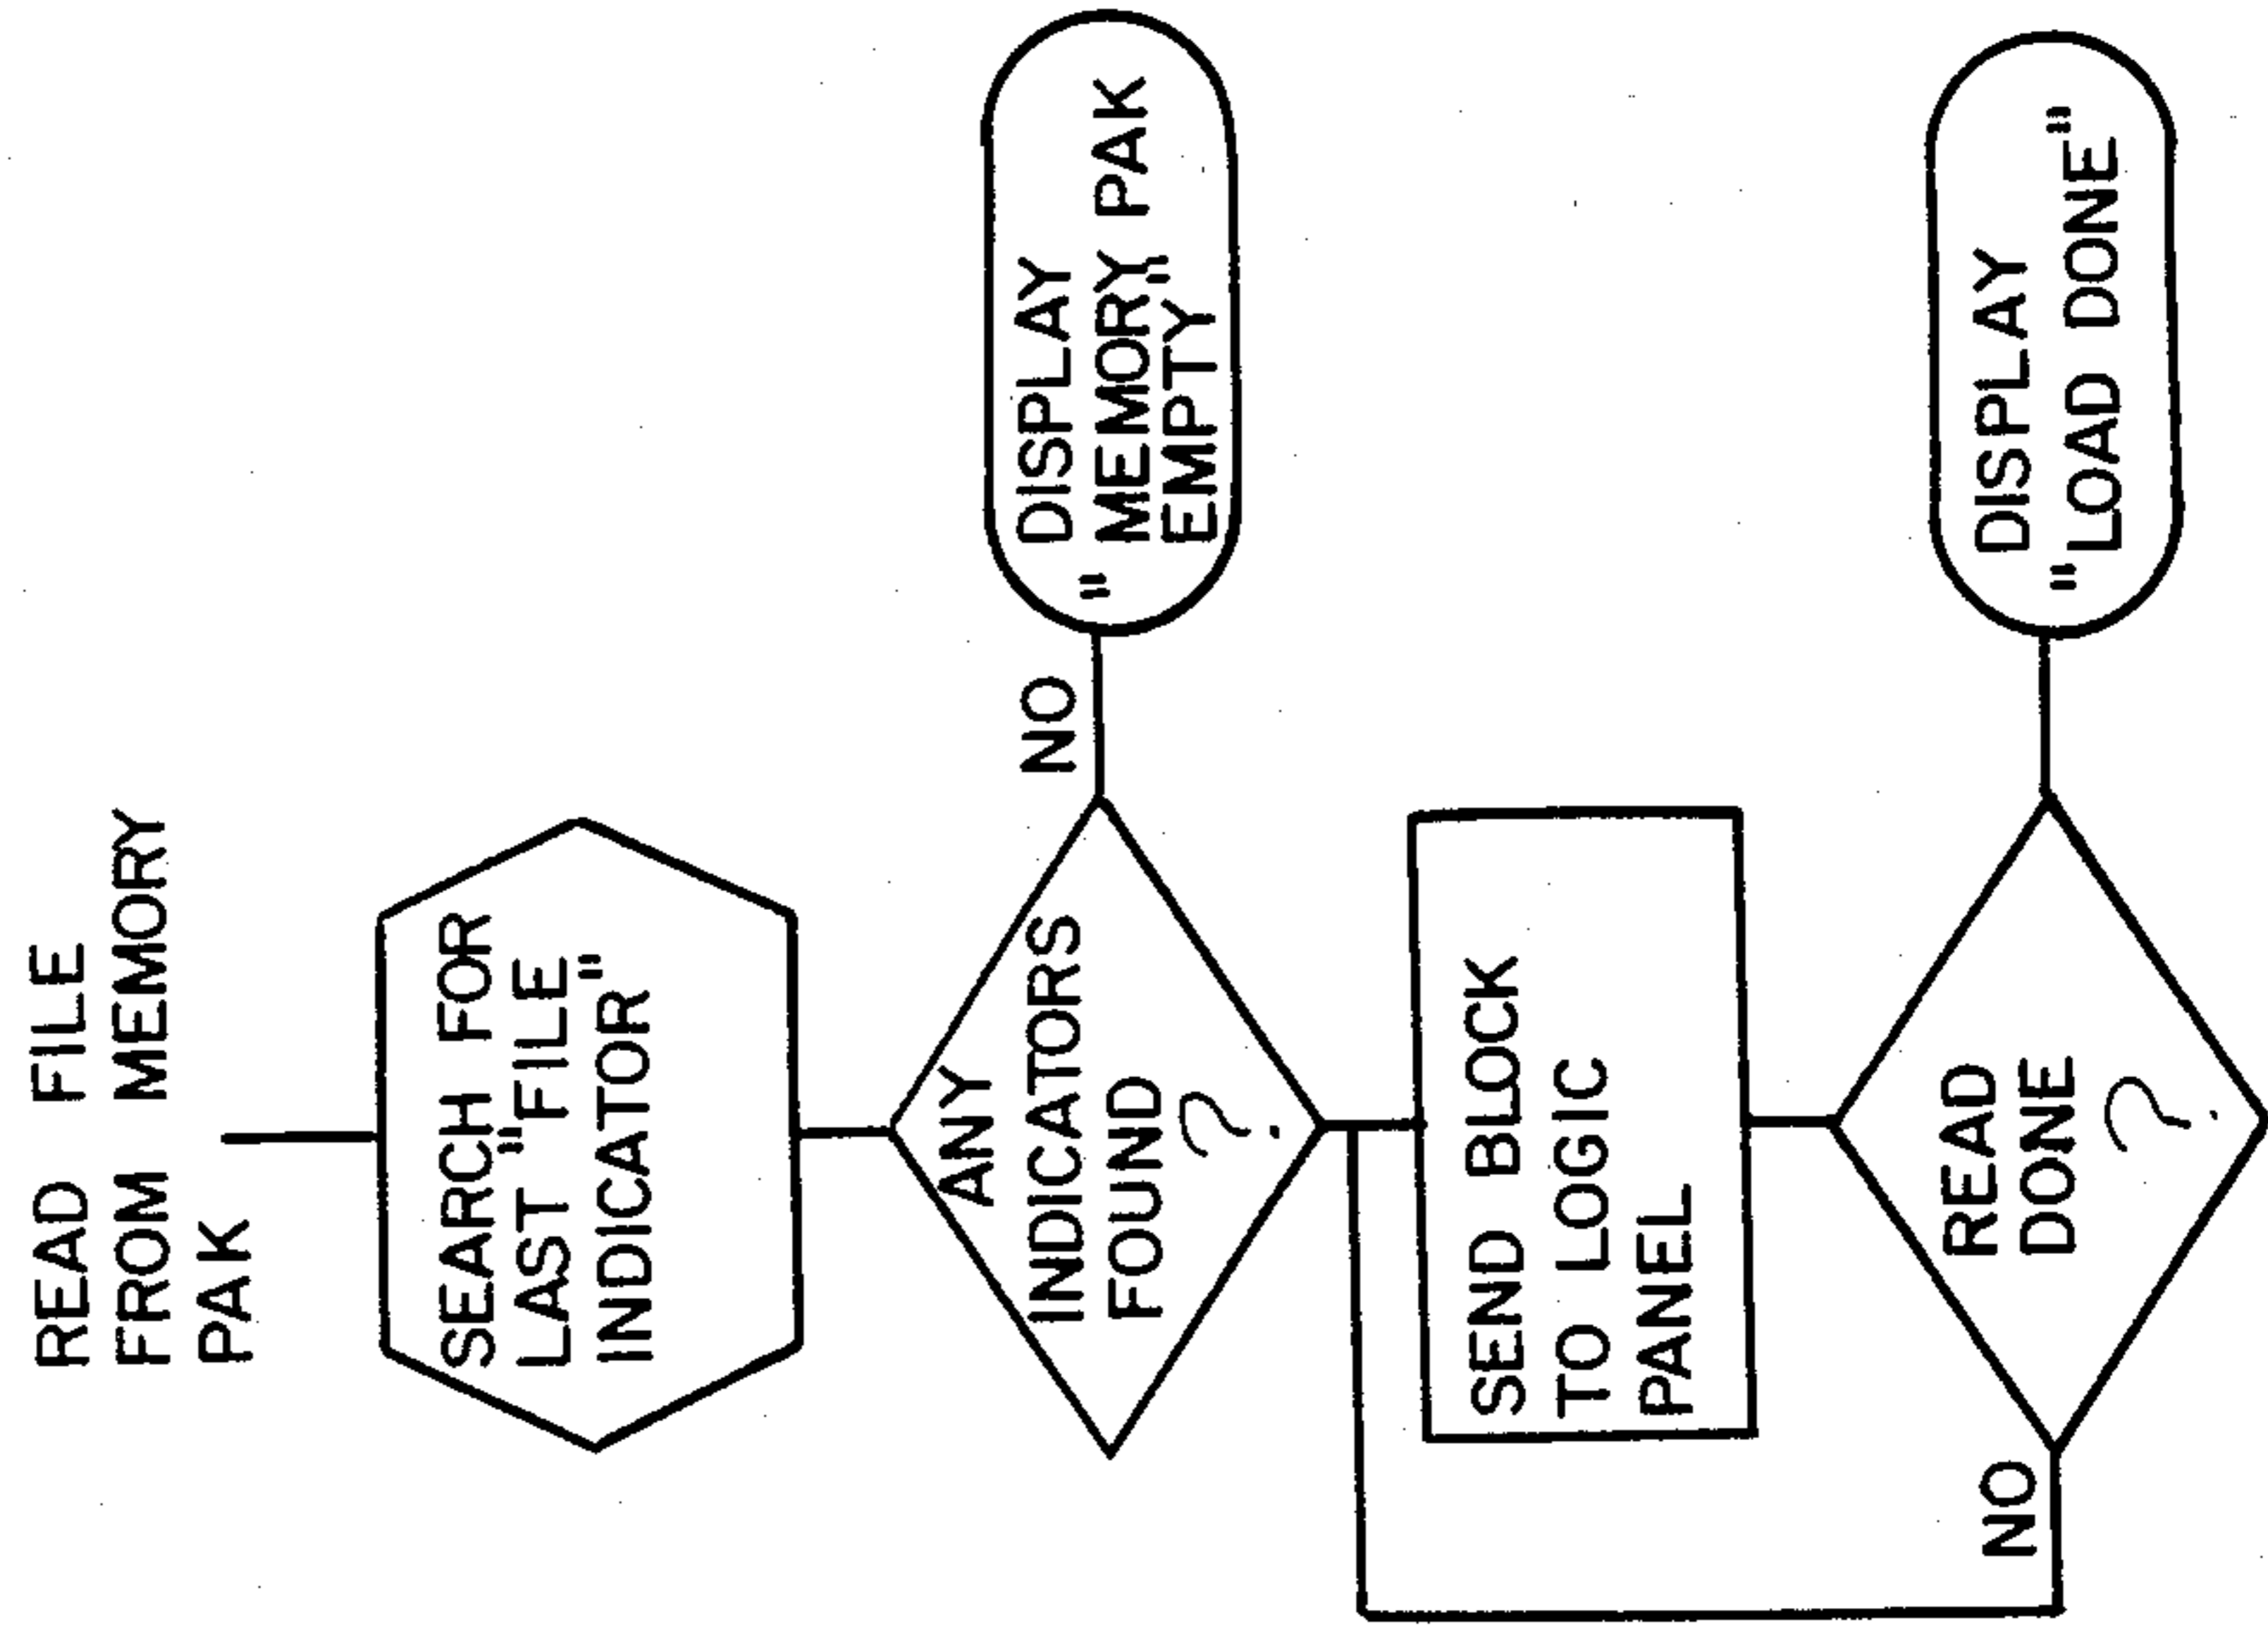 READ FILE
FROM MEMORY
PAK
SEARCH FOR
LAST "FILE
INDICATOR"
ANY
INDICATORS
FOUND
?
NO
DISPLAY
" MEMORY PAK
EMPTY"
SEND BLOCK
TO LOGIC
PANEL
READ
DONE
?
NO
DISPLAY
"LOAD DONE"